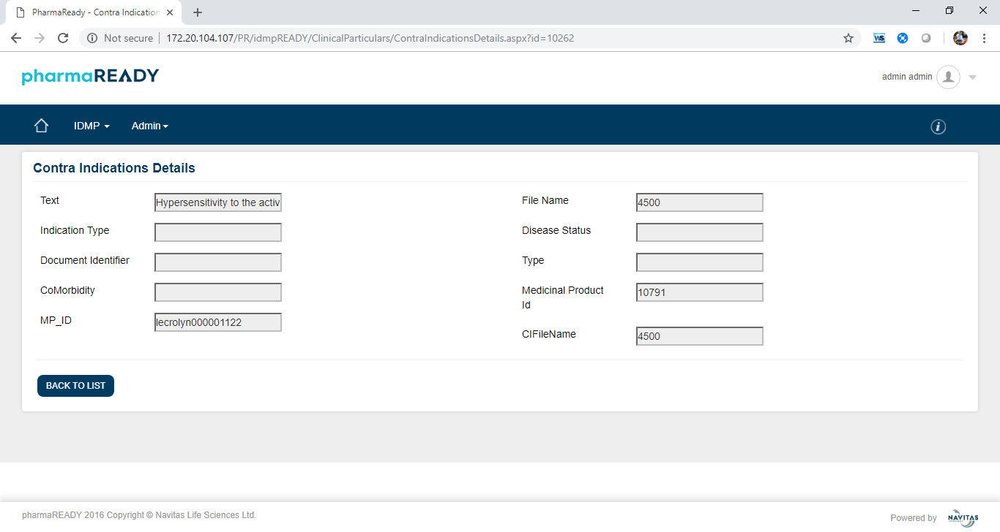 PharmaReady - Contra Indication
Not secure 172.20.104.107/PR/idmpREADY/ClinicalParticulars/ContraIndicationsDetails.aspx?id=10262
WS
pharmaREADY
admin admin
IDMP
Admin
i
Contra Indications Details
Text
Hypersensitivity to the activ
File Name
4500
Indication Type
Disease Status
Document Identifier
Type
CoMorbidity
Medicinal Product
Id
10791
MP_ID
lecrolyn000001122
CIFileName
4500
BACK TO LIST
pharmaREADY 2016 Copyright © Navitas Life Sciences Ltd.
Powered by
NAVITAS